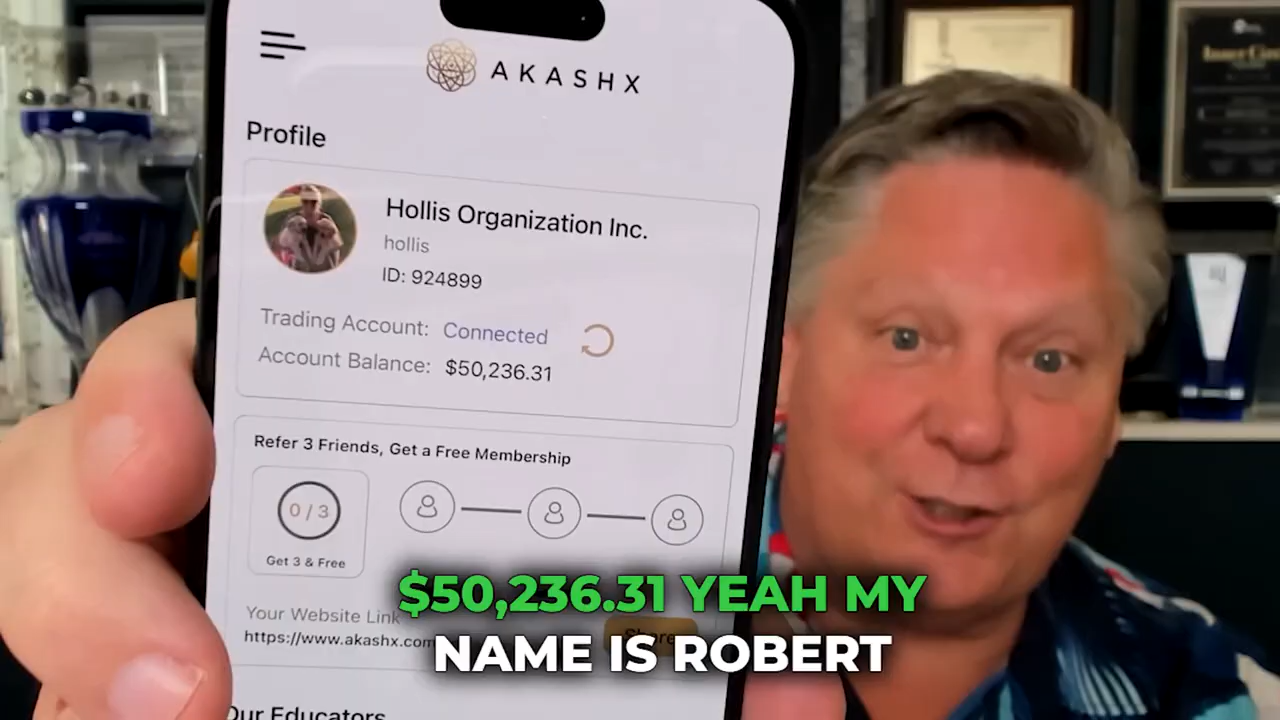 AKASHX
Profile
Hollis Organization Inc.
hollis
ID: 924899
Trading Account: Connected
Account Balance: $50,236.31
Refer 3 Friends, Get a Free Membership
0/3
Get 3 & Free
Your Website Link
https://www.akashx.com
Share
Our Educators
$50,236.31 YEAH MY
NAME IS ROBERT